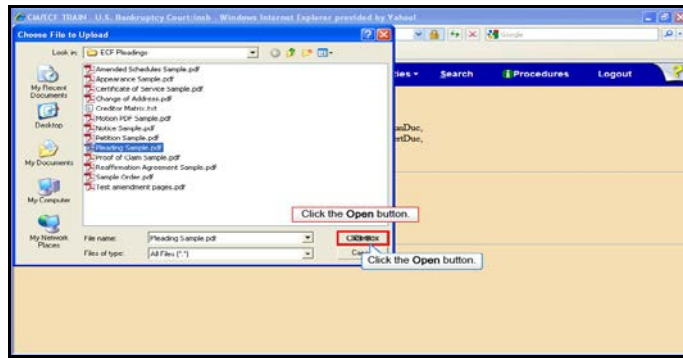 CM/ECF TRAIN - U.S. Bankruptcy Court:insb - Windows Internet Explorer provided by Yahoo!
Choose File to Upload
Look in: ECF Pleadings
Google
Amended Schedules Sample.pdf
Appearance Sample.pdf
Certificate of Service Sample.pdf
Change of Address.pdf
Creditor Matrix.txt
Motion PDF Sample.pdf
Notice Sample.pdf
Petition Sample.pdf
Pleading Sample.pdf
Proof of Claim Sample.pdf
Reaffirmation Agreement Sample.pdf
Sample Order.pdf
Test amendment pages.pdf
My Recent Documents
Desktop
My Documents
My Computer
My Network Places
Search
Procedures
Logout
anDue,
ertDue,
Click the Open button.
File name: Pleading Sample.pdf
Files of type: All Files (*.*)
Click the Open button.